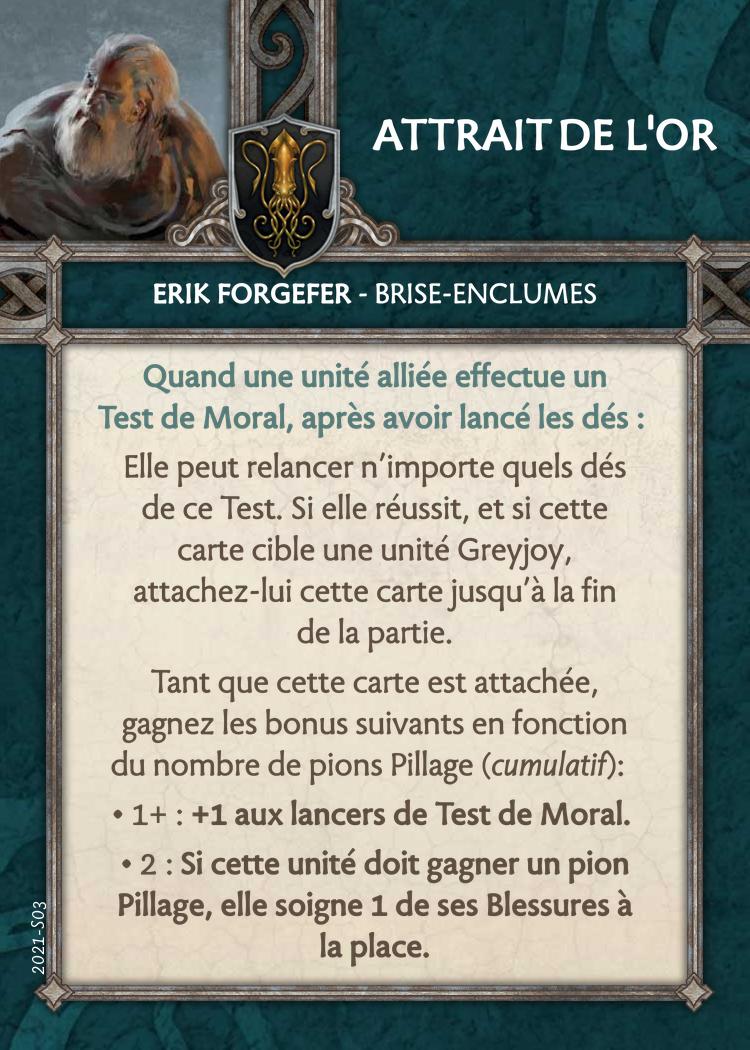 ATTRAIT DE L'OR
ERIK FORGEFER - BRISE-ENCLUMES
Quand une unité alliée effectue un
Test de Moral, après avoir lancé les dés :
Elle peut relancer n’importe quels dés
de ce Test. Si elle réussit, et si cette
carte cible une unité Greyjoy,
attachez-lui cette carte jusqu’à la fin
de la partie.
Tant que cette carte est attachée,
gagnez les bonus suivants en fonction
du nombre de pions Pillage (cumulatif):
• 1+ : +1 aux lancers de Test de Moral.
• 2 : Si cette unité doit gagner un pion
Pillage, elle soigne 1 de ses Blessures à
la place.
2021-S03